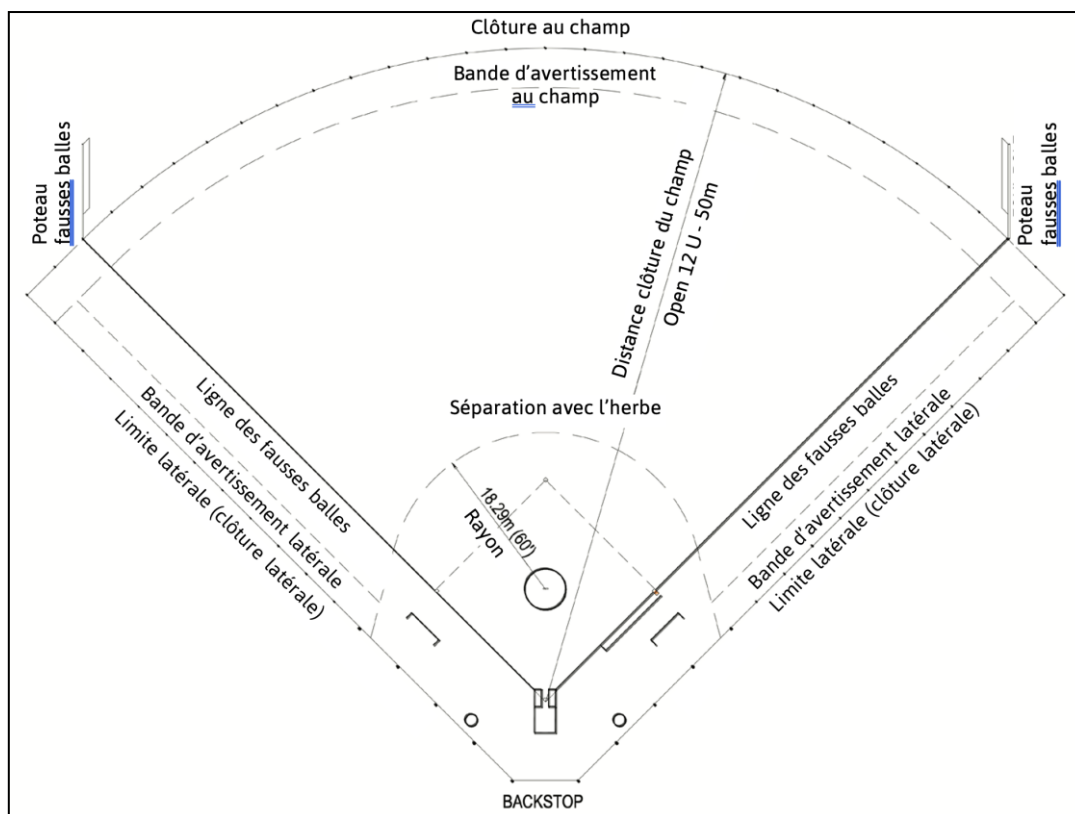 Clôture au champ
Bande d'avertissement
au champ
Poteau
fausses balles
Poteau
fausses balles
Distance clôture du champ
Open 12 U - 50m
Séparation avec l'herbe
18.29m (60')
Rayon
Ligne des fausses balles
Bande d'avertissement latérale
Limite latérale (clôture latérale)
Ligne des fausses balles
Bande d'avertissement latérale
Limite latérale (clôture latérale)
BACKSTOP